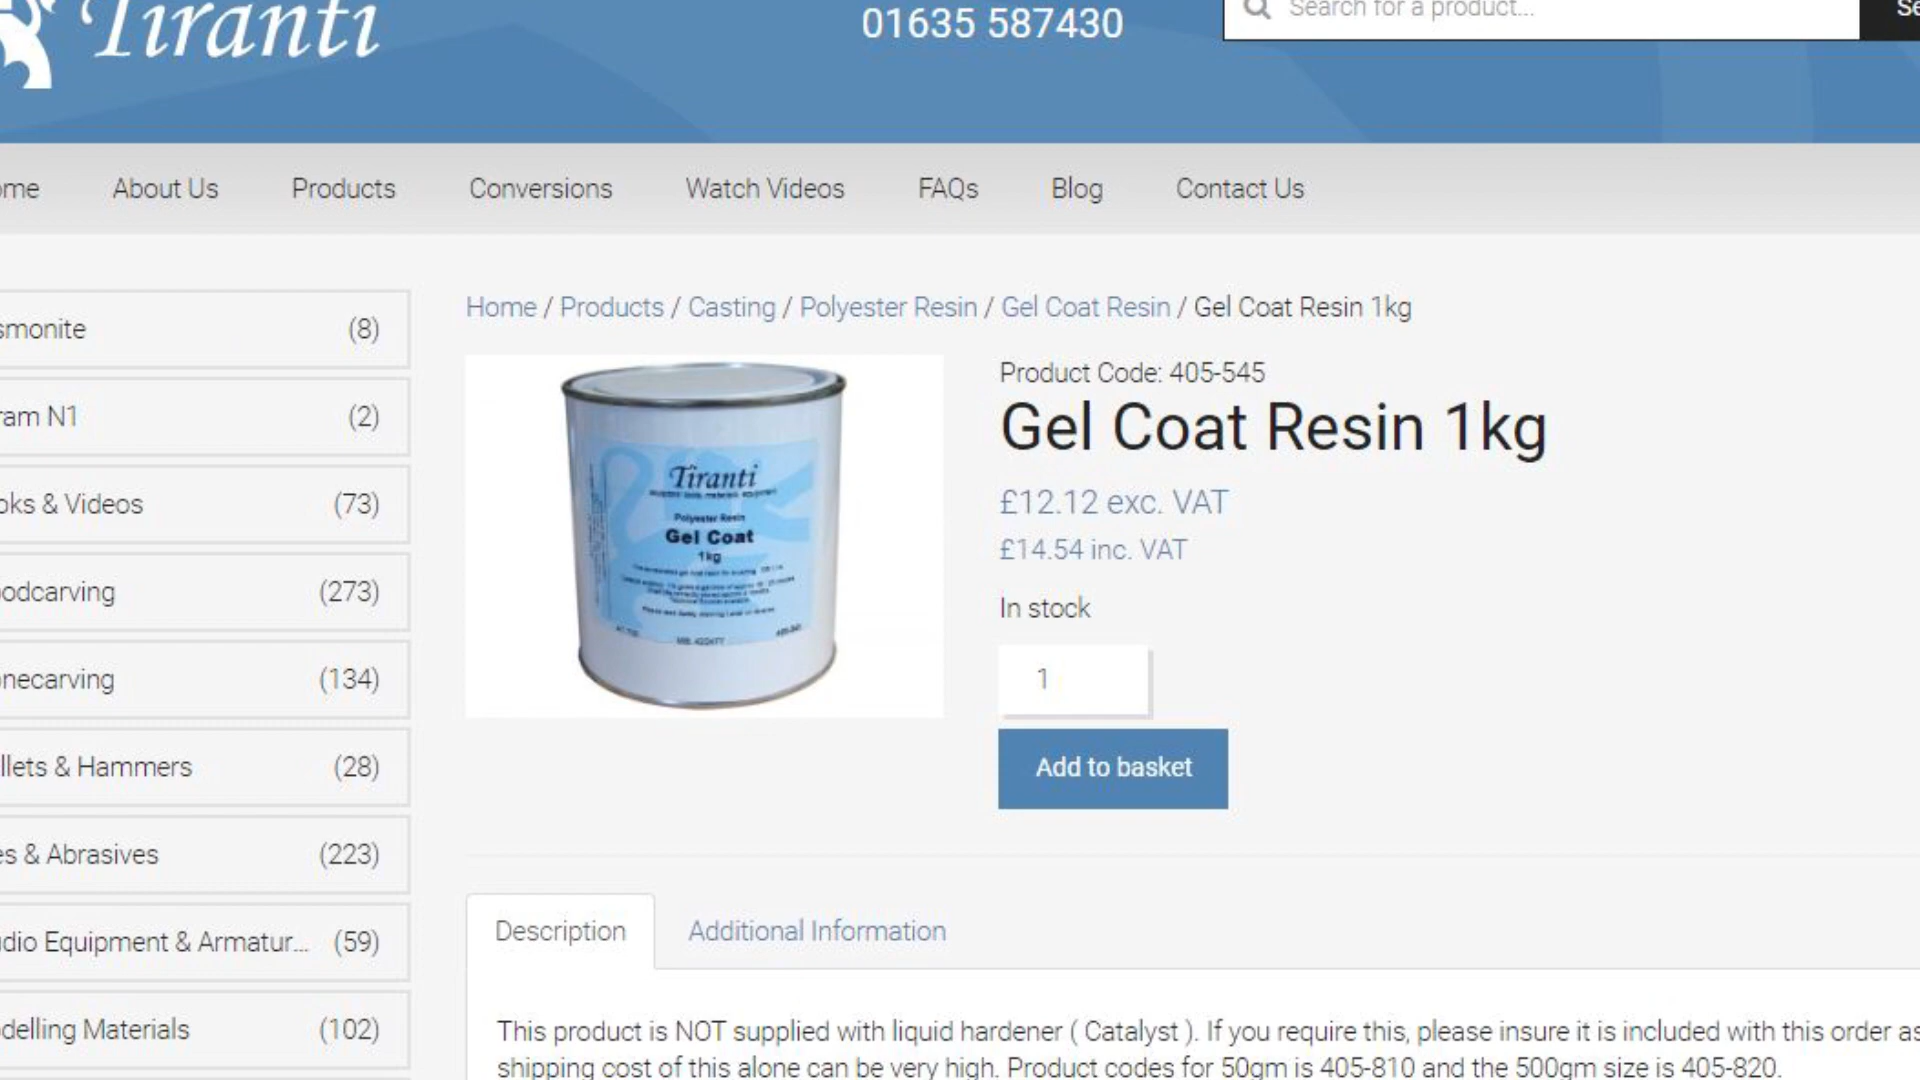 Tiranti
01635 587430
Search for a product...
Se
ome
About Us
Products
Conversions
Watch Videos
FAQs
Blog
Contact Us
smonite (8)
ram N1 (2)
oks & Videos (73)
odcarving (273)
necarving (134)
llets & Hammers (28)
es & Abrasives (223)
udio Equipment & Armatur... (59)
delling Materials (102)
Home / Products / Casting / Polyester Resin / Gel Coat Resin / Gel Coat Resin 1kg
Tiranti
Polyester Resin
Gel Coat
1kg
Product Code: 405-545
Gel Coat Resin 1kg
£12.12 exc. VAT
£14.54 inc. VAT
In stock
1
Add to basket
Description
Additional Information
This product is NOT supplied with liquid hardener ( Catalyst ). If you require this, please insure it is included with this order as
shipping cost of this alone can be very high. Product codes for 50gm is 405-810 and the 500gm size is 405-820.